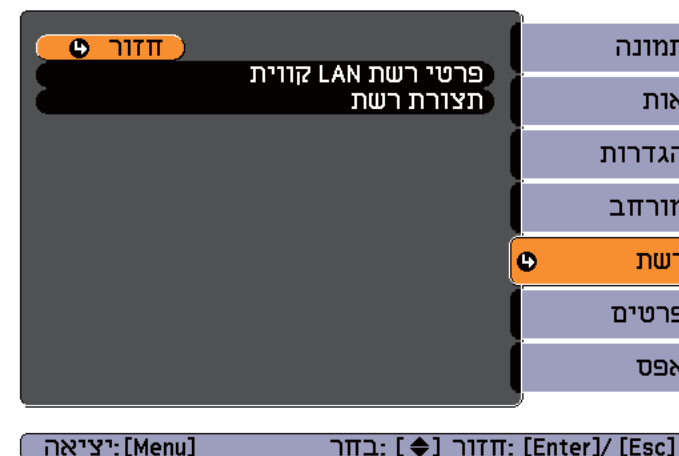 חזור
פרטי רשת LAN קווית
תצורת רשת
תמונה
אות
הגדרות
מורחב
רשת
פרטים
אפס
[Esc] /[Enter] :חזור [◆] :בחר [Menu] :יציאה